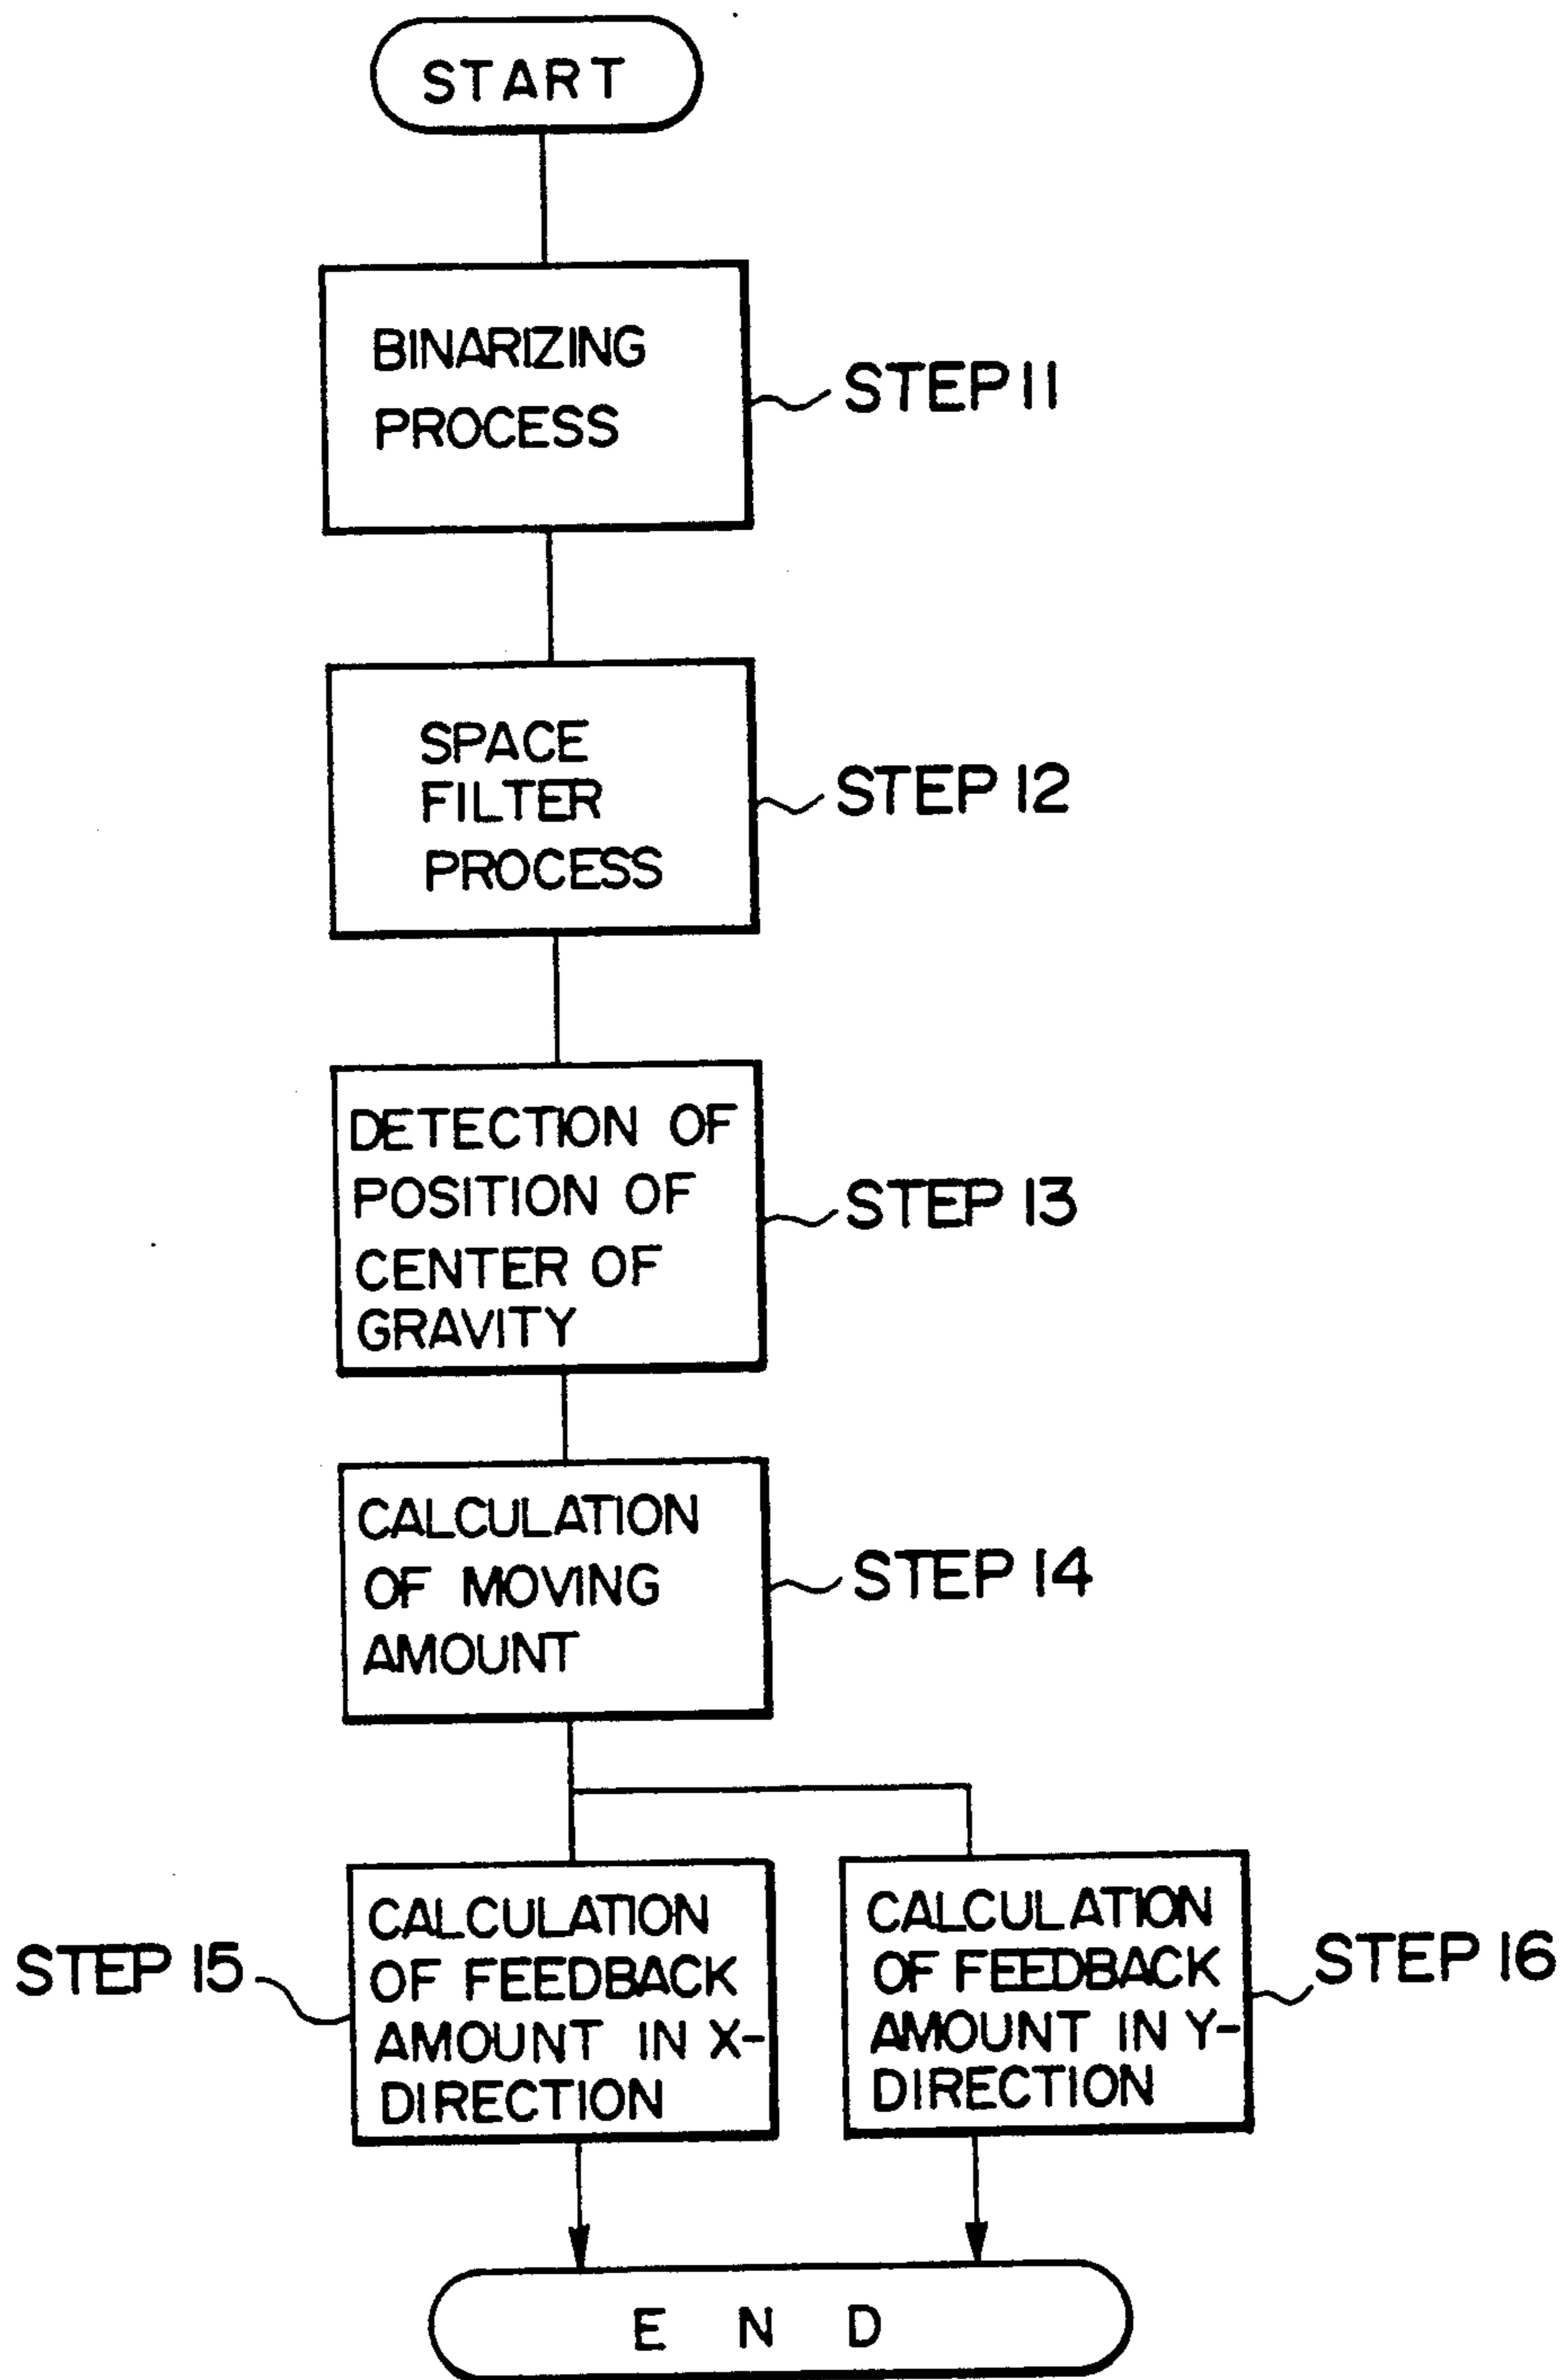 START
BINARIZING
PROCESS
STEP 11
SPACE
FILTER
PROCESS
STEP 12
DETECTION OF
POSITION OF
CENTER OF
GRAVITY
STEP 13
CALCULATION
OF MOVING
AMOUNT
STEP 14
STEP 15
CALCULATION
OF FEEDBACK
AMOUNT IN X-
DIRECTION
CALCULATION
OF FEEDBACK
AMOUNT IN Y-
DIRECTION
STEP 16
END